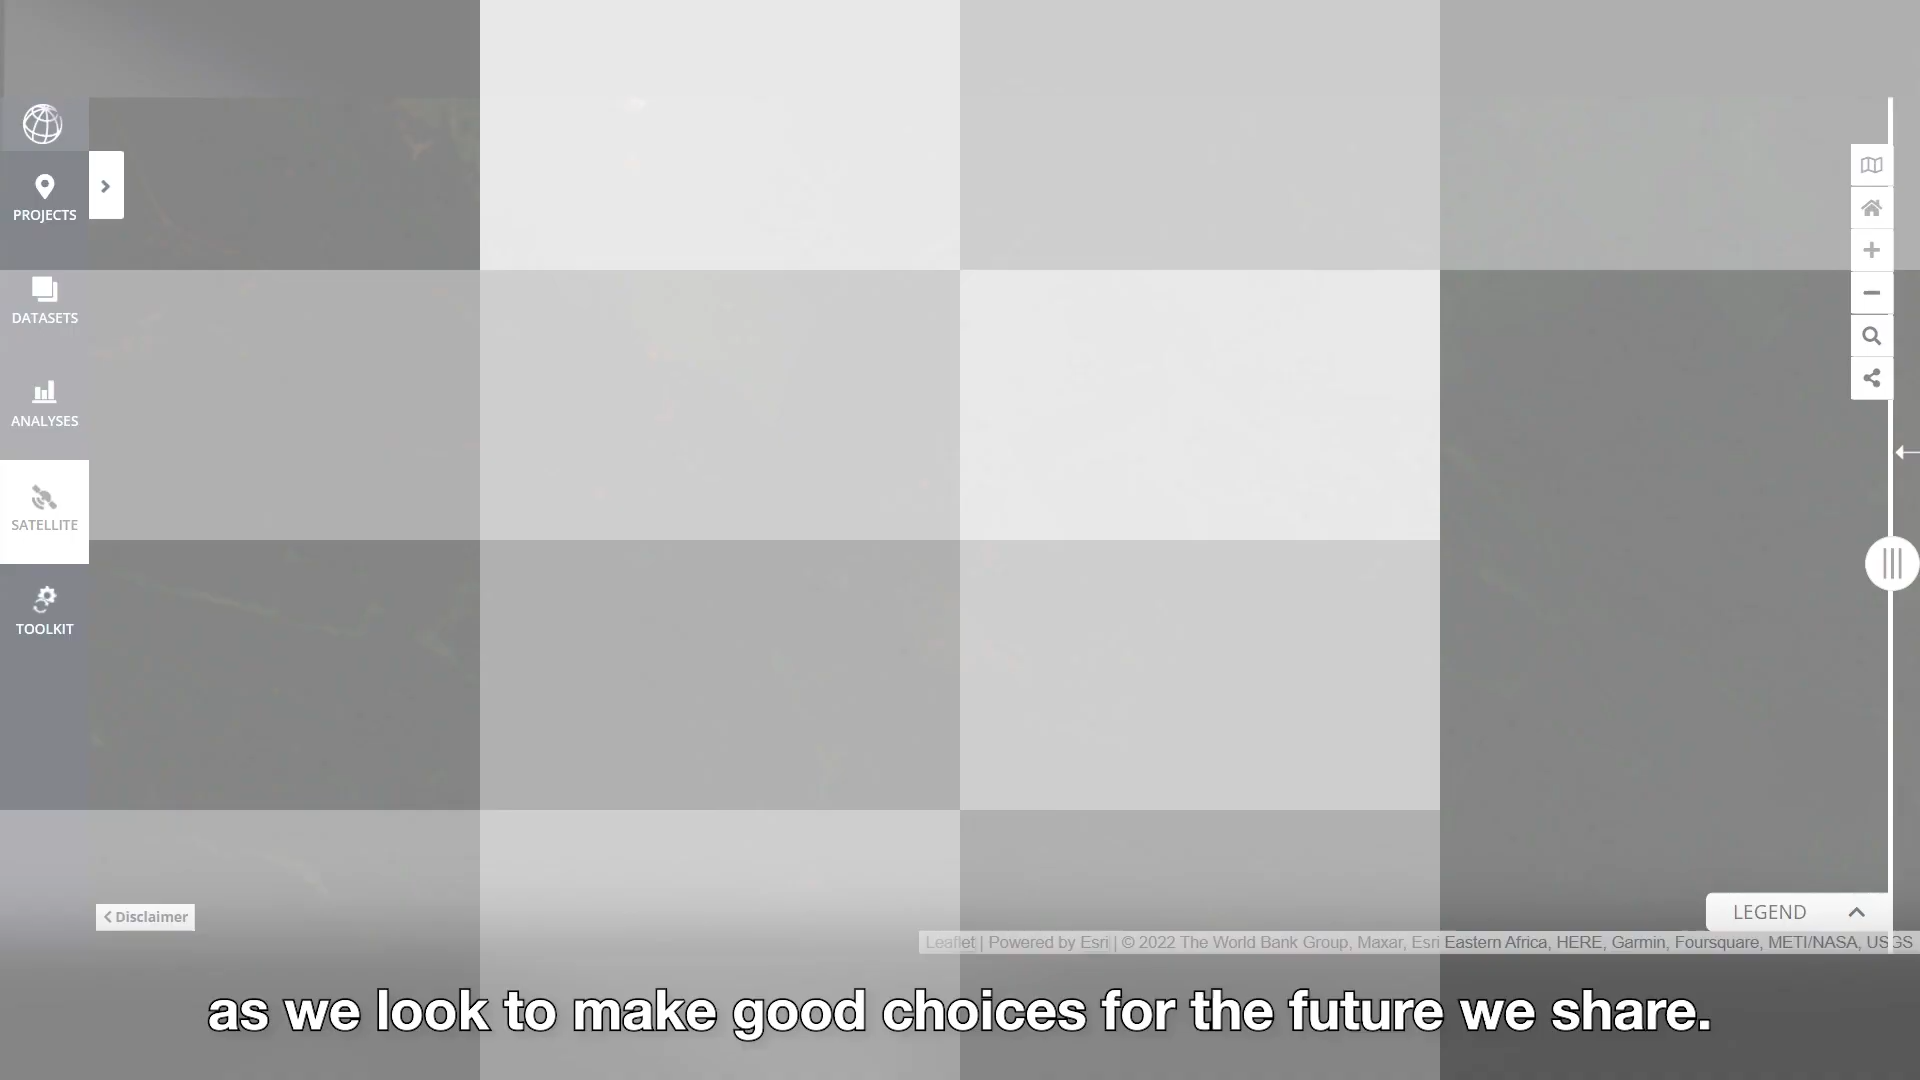 PROJECTS
DATASETS
ANALYSES
SATELLITE
TOOLKIT
Disclaimer
LEGEND
Leaflet | Powered by Esri | © 2022 The World Bank Group, Maxar, Esri Eastern Africa, HERE, Garmin, Foursquare, METI/NASA, USGS
as we look to make good choices for the future we share.